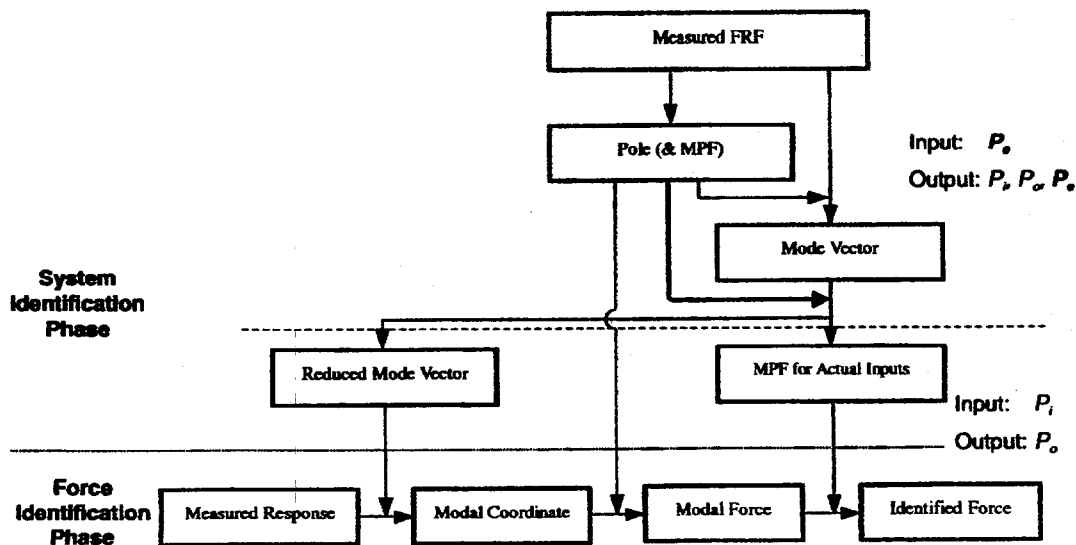 Measured FRF
Pole (& MPF)
Input: Pe
Output: Pi, Po, Pe
Mode Vector
System
Identification
Phase
Reduced Mode Vector
MPF for Actual Inputs
Input: Pi
Output: Po
Force
Identification
Phase
Measured Response
Modal Coordinate
Modal Force
Identified Force